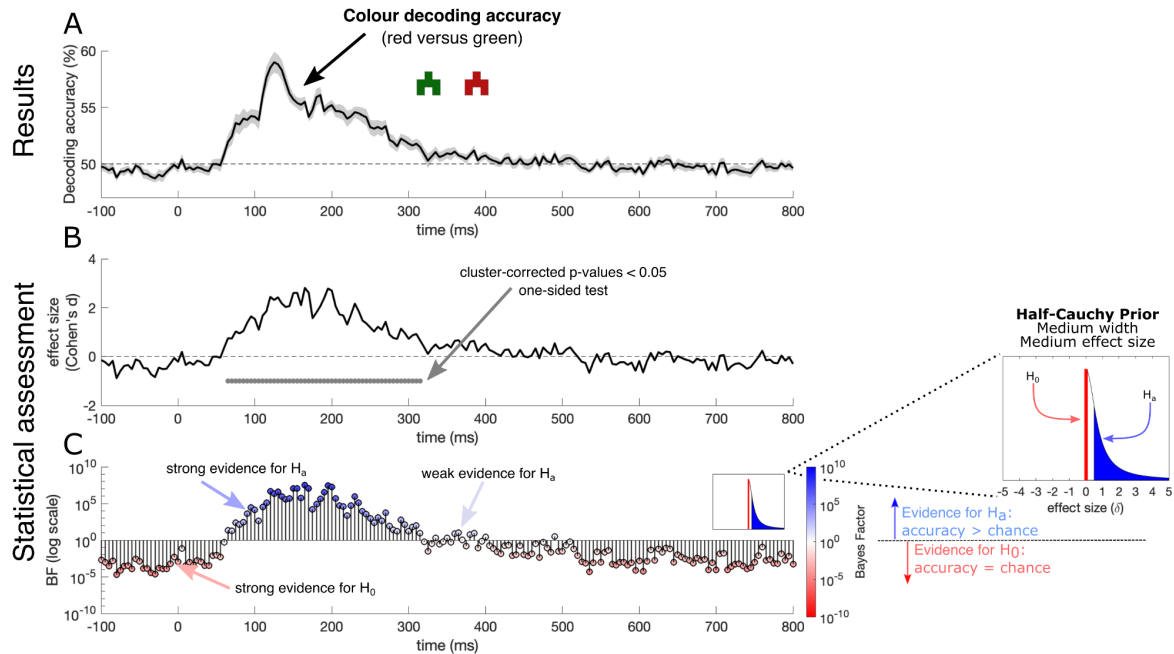 A
Colour decoding accuracy
(red versus green)
Results
Decoding accuracy (%)
60
55
50
-100 0 100 200 300 400 500 600 700 800
time (ms)
B
Statistical assessment
effect size
(Cohen's d)
4
2
0
-2
cluster-corrected p-values < 0.05
one-sided test
-100 0 100 200 300 400 500 600 700 800
time (ms)
Half-Cauchy Prior
Medium width
Medium effect size
H0
Ha
-5 -4 -3 -2 -1 0 1 2 3 4 5
effect size (δ)
C
BF (log scale)
10^10
10^5
10^0
10^-5
10^-10
strong evidence for Ha
weak evidence for Ha
strong evidence for H0
-100 0 100 200 300 400 500 600 700 800
time (ms)
10^10
10^5
10^0
10^-5
10^-10
Bayes Factor
Evidence for Ha:
accuracy > chance
Evidence for H0:
accuracy = chance